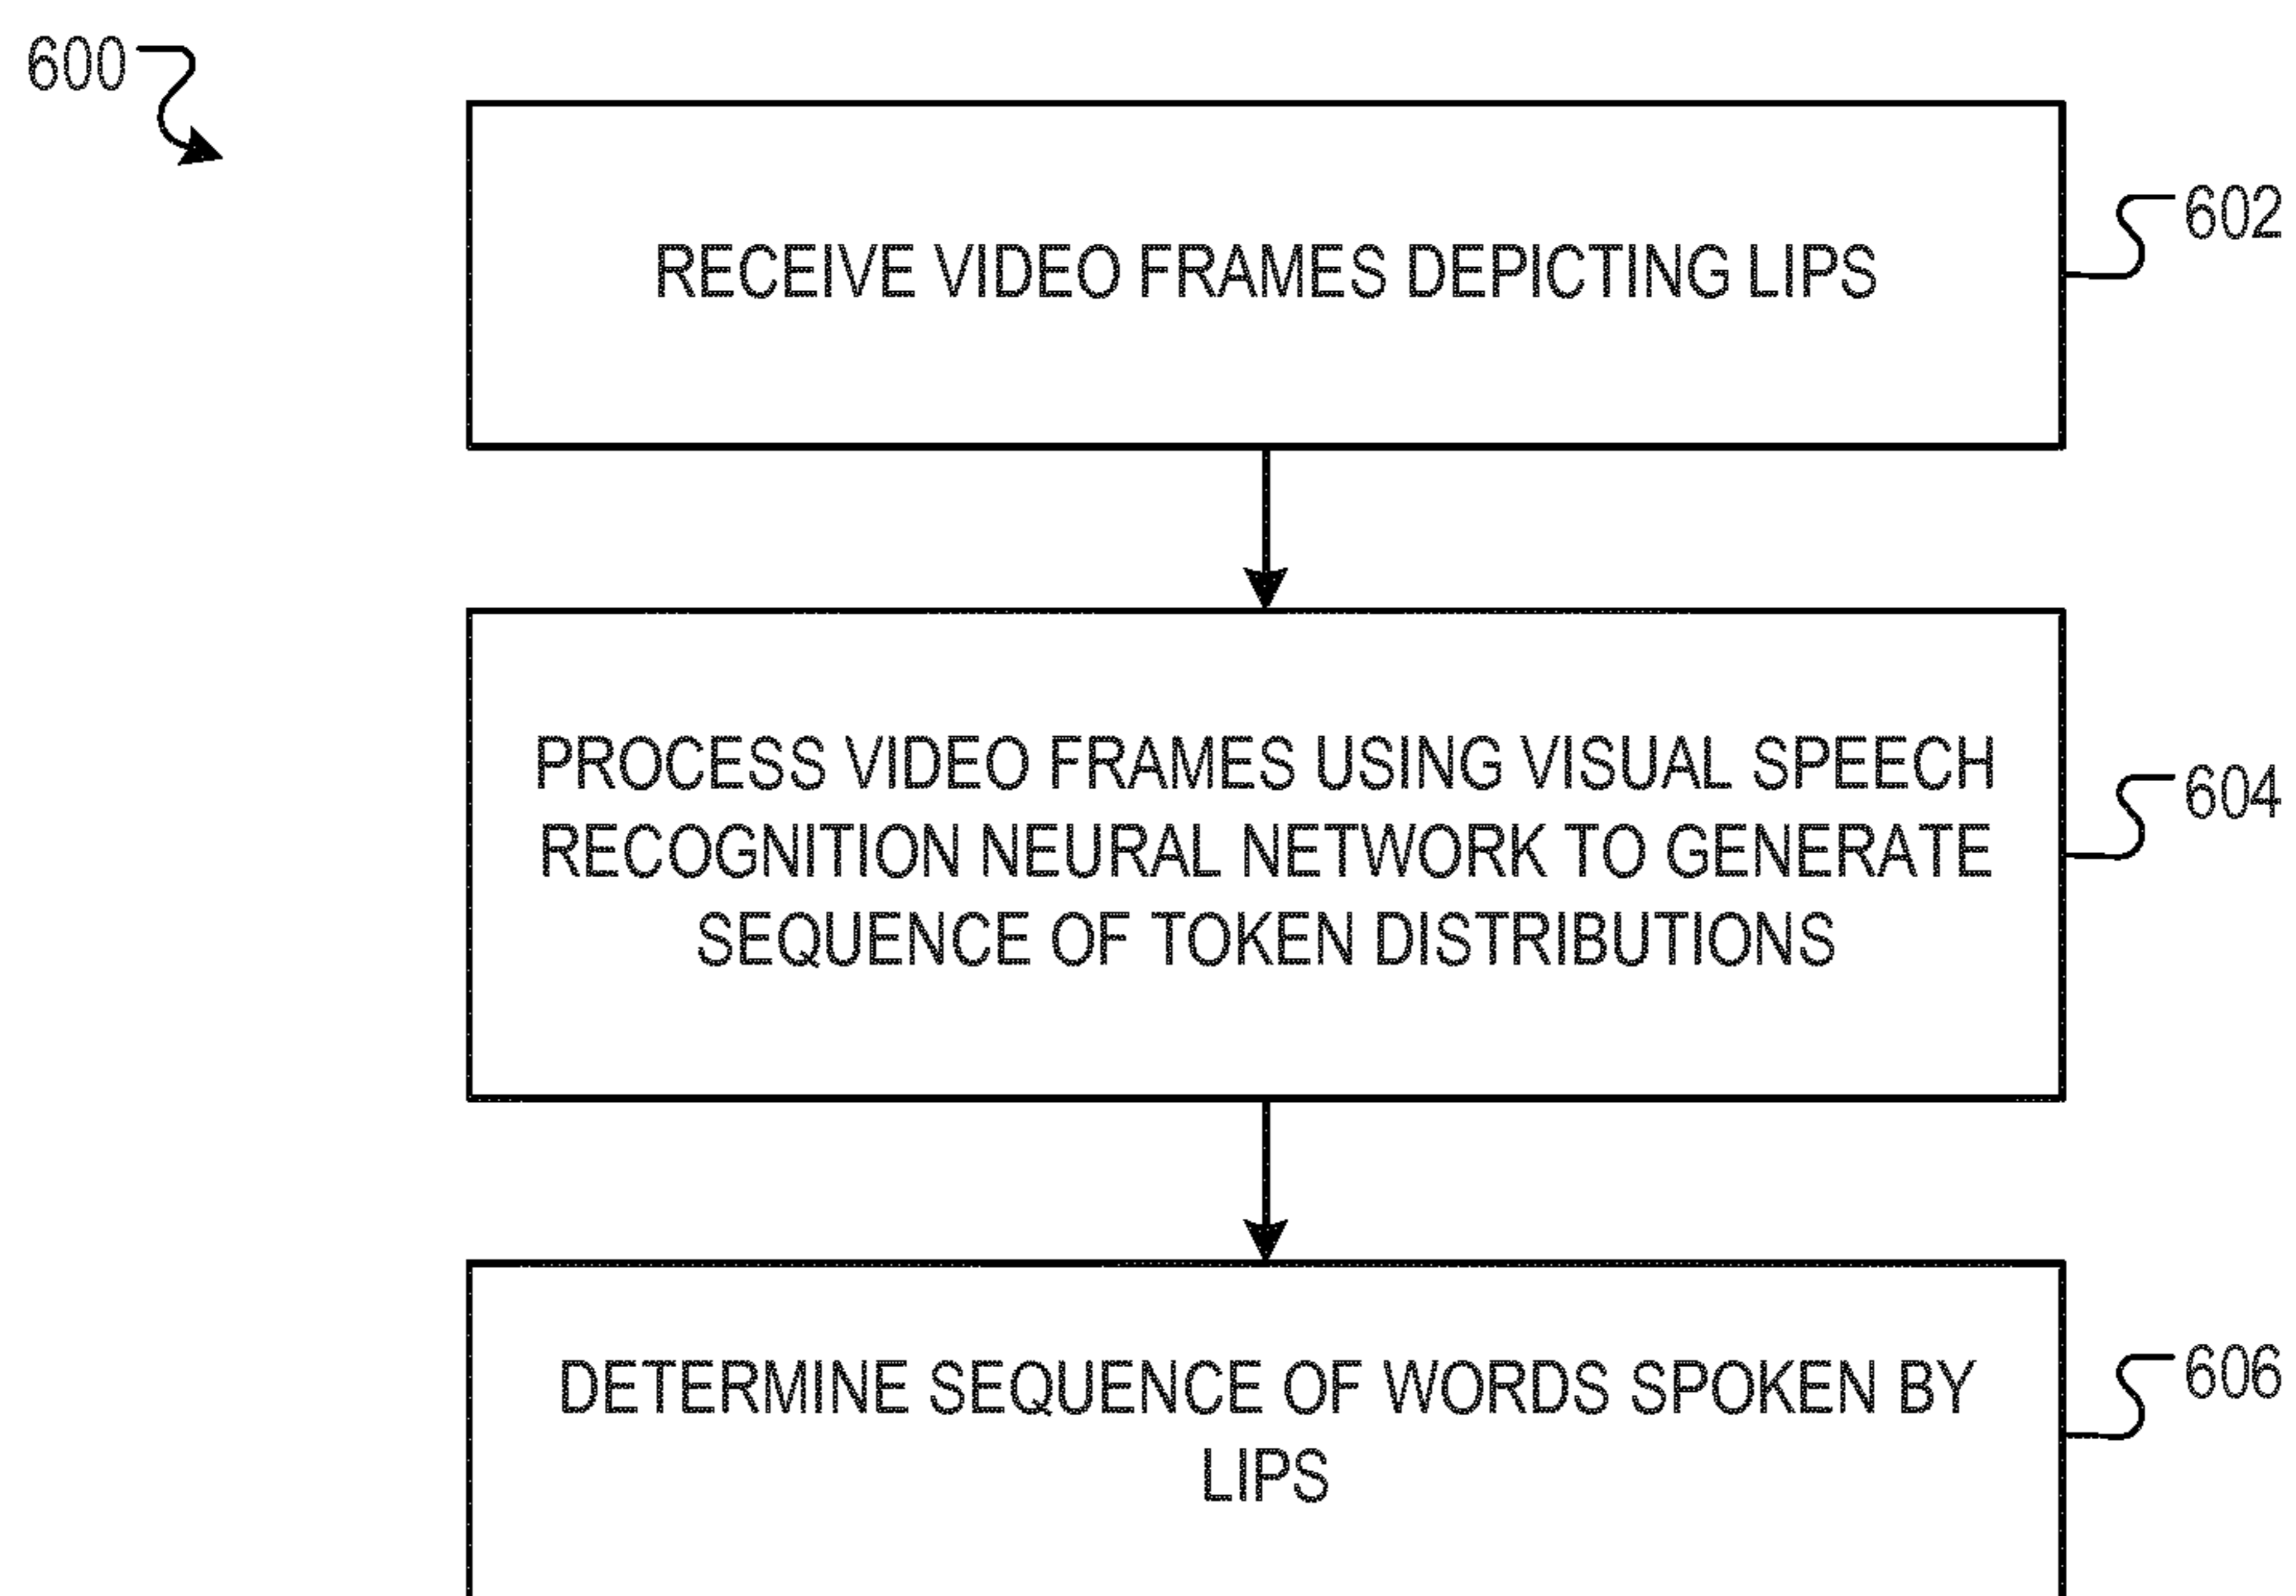 600
RECEIVE VIDEO FRAMES DEPICTING LIPS
602
PROCESS VIDEO FRAMES USING VISUAL SPEECH
RECOGNITION NEURAL NETWORK TO GENERATE
SEQUENCE OF TOKEN DISTRIBUTIONS
604
DETERMINE SEQUENCE OF WORDS SPOKEN BY
LIPS
606